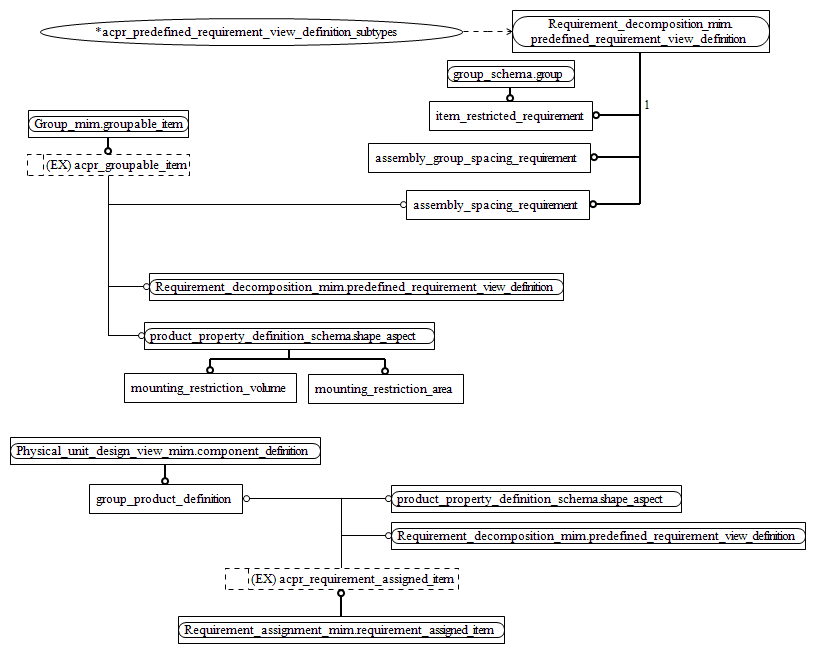 *acpr_predefined_requirement_view_definition_subtypes
Requirement_decomposition_mim.
predefined_requirement_view_definition
group_schema.group
1
item_restricted_requirement
Group_mim.groupable_item
assembly_group_spacing_requirement
(EX) acpr_groupable_item
assembly_spacing_requirement
Requirement_decomposition_mim.predefined_requirement_view_definition
product_property_definition_schema.shape_aspect
mounting_restriction_volume
mounting_restriction_area
Physical_unit_design_view_mim.component_definition
group_product_definition
product_property_definition_schema.shape_aspect
Requirement_decomposition_mim.predefined_requirement_view_definition
(EX) acpr_requirement_assigned_item
Requirement_assignment_mim.requirement_assigned_item